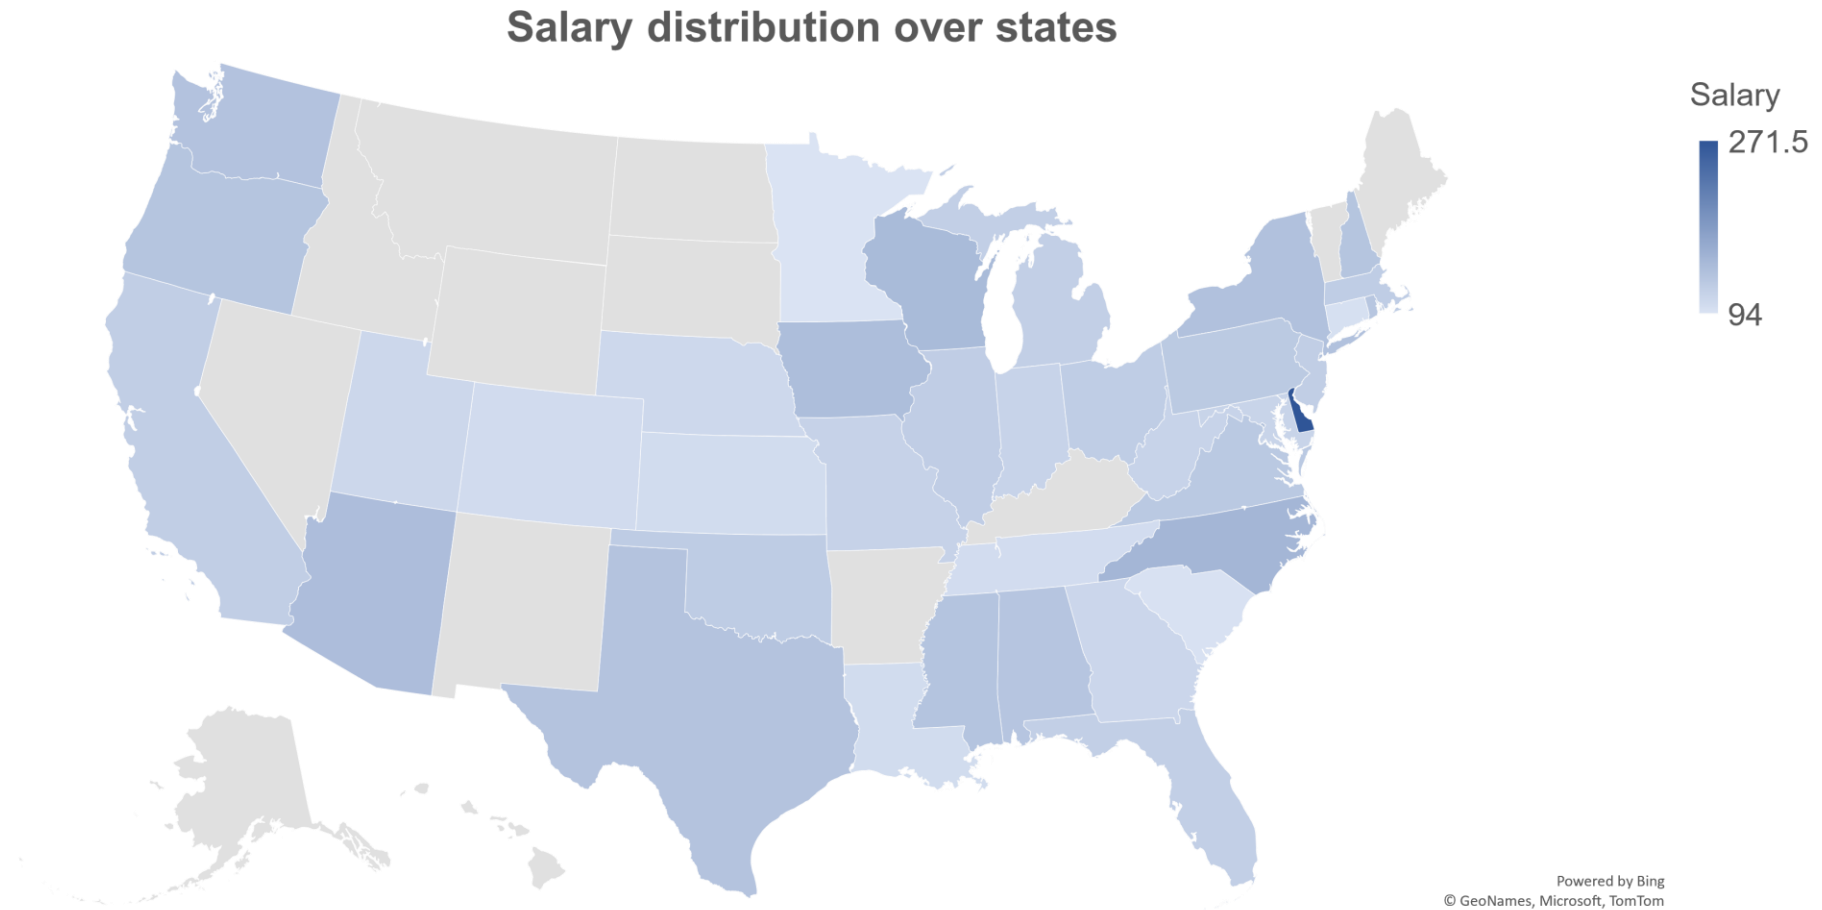 Salary distribution over states
Salary
271.5
94
Powered by Bing
© GeoNames, Microsoft, TomTom